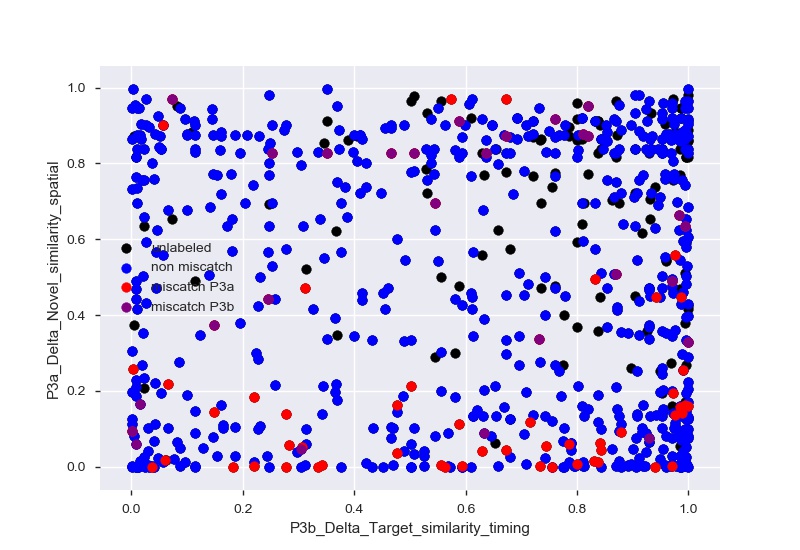 1.0
0.8
0.6
0.4
0.2
0.0
P3a_Delta_Novel_similarity_spatial
unlabeled
non mismatch
miscatch P3a
miscatch P3b
0.0 0.2 0.4 0.6 0.8 1.0
P3b_Delta_Target_similarity_timing